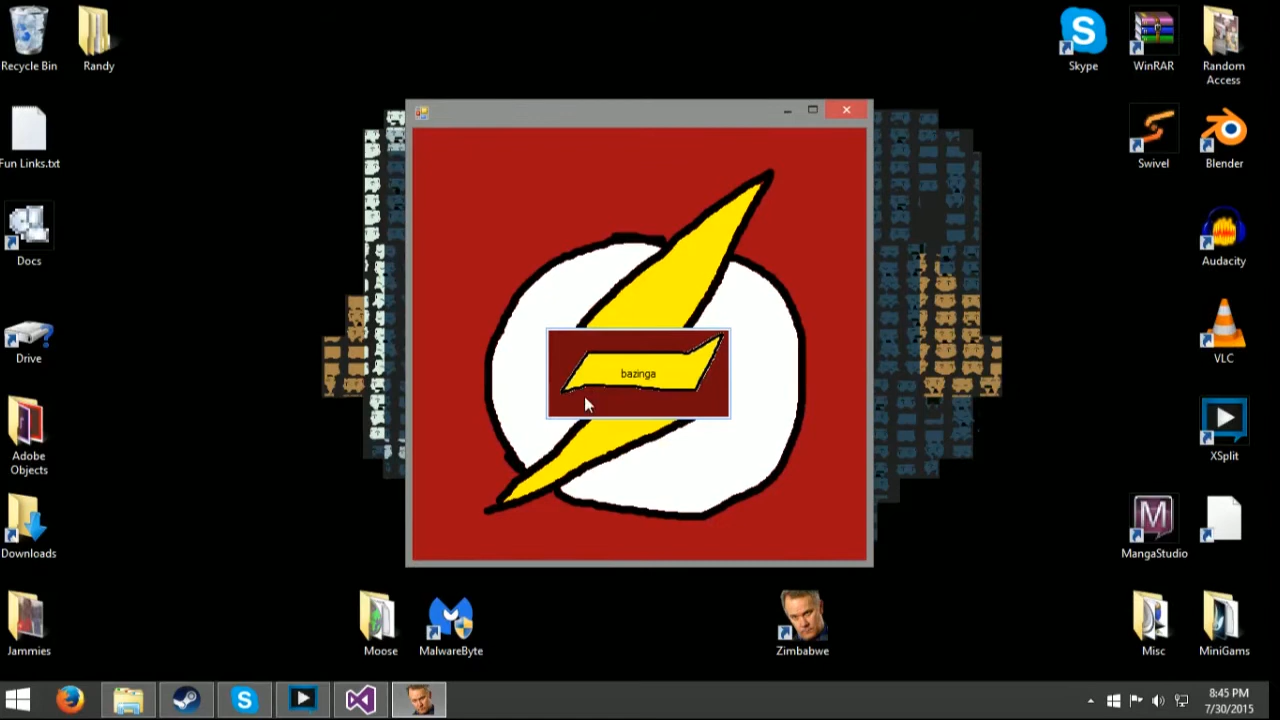 Recycle Bin
Randy
Skype
WinRAR
Random
Access
Fun Links.txt
Swivel
Blender
Docs
Audacity
bazinga
Drive
VLC
Adobe
Objects
XSplit
Downloads
M
MangaStudio
Jammies
Moose
MalwareByte
Zimbabwe
Misc
MiniGams
8:45 PM
7/30/2015